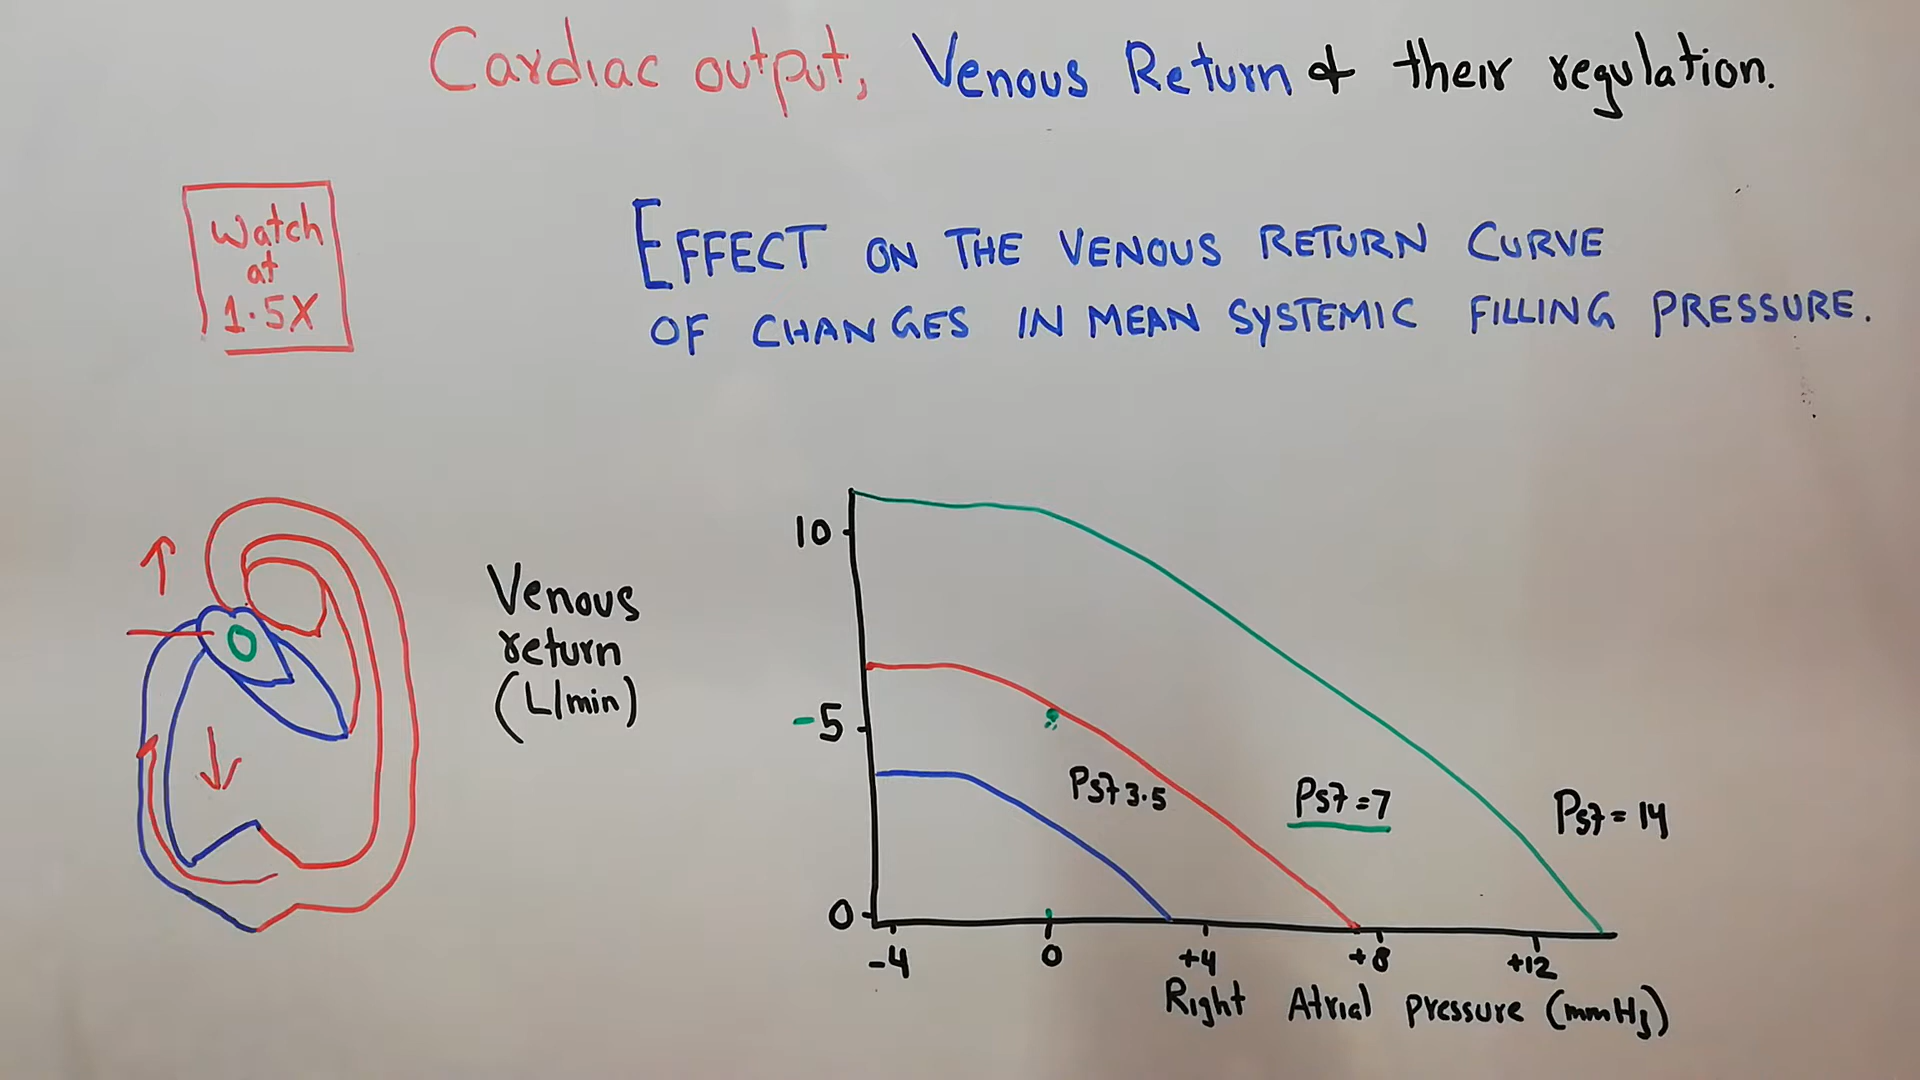 Cardiac output, Venous Return & their regulation.
Watch
at
1.5X
EFFECT ON THE VENOUS RETURN CURVE
OF CHANGES IN MEAN SYSTEMIC FILLING PRESSURE.
Venous
return
(L/min)
10
-5
0
Psf 3.5
Psf = 7
Psf = 14
-4 0 +4 +8 +12
Right Atrial pressure (mmHg)